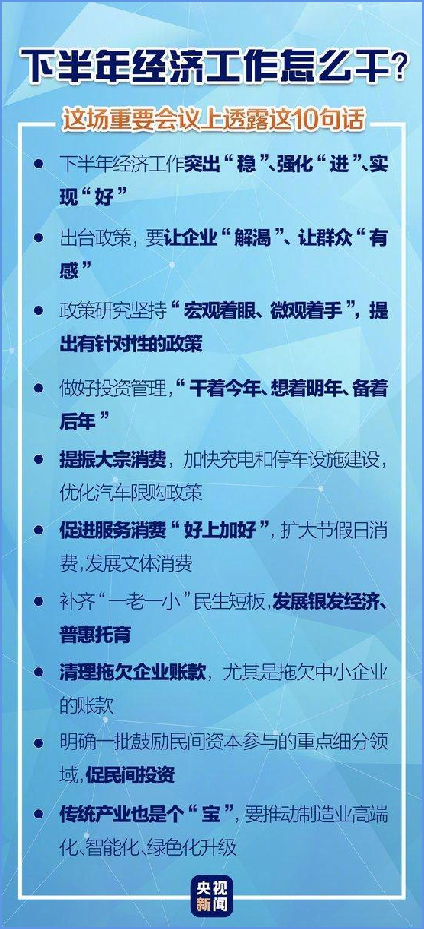 下半年经济工作怎么干?
这场重要会议上透露这10句话
● 下半年经济工作突出“稳”、强化“进”、实
现“好”
● 出台政策，要让企业“解渴”、让群众“有
感”
● 政策研究坚持“宏观着眼、微观着手”，提
出有针对性的政策
● 做好投资管理，“干着今年、想着明年、备着
后年”
● 提振大宗消费，加快充电和停车设施建设，
优化汽车限购政策
● 促进服务消费“好上加好”，扩大节假日消
费，发展文体消费
● 补齐“一老一小”民生短板，发展银发经济、
普惠托育
● 清理拖欠企业账款，尤其是拖欠中小企业
的账款
● 明确一批鼓励民间资本参与的重点细分领
域，促民间投资
● 传统产业也是个“宝”，要推动制造业高端
化、智能化、绿色化升级
央视
新闻